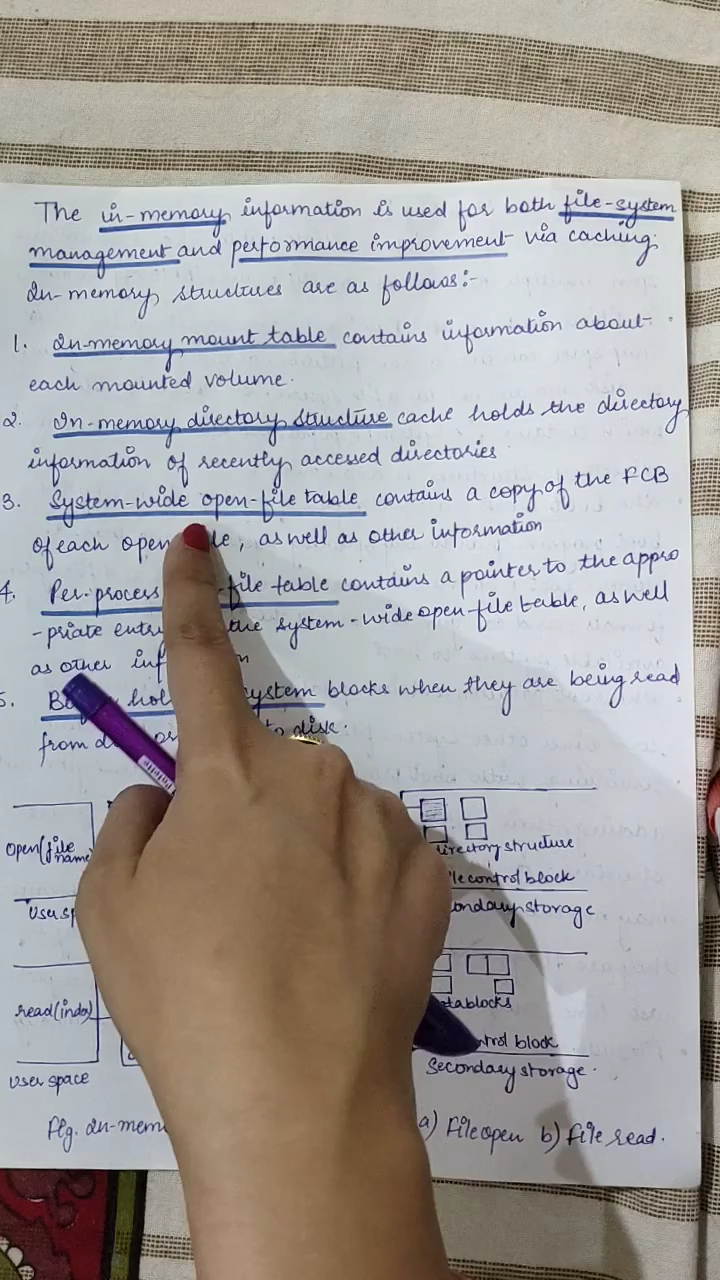 The in-memory information is used for both file-system
management and performance improvement via caching.
In-memory structures are as follows:-
1. In-memory mount table contains information about
each mounted volume.
2. In-memory directory structure cache holds the directory
information of recently accessed directories
3. System-wide open-file table contains a copy of the FCB
of each open file, as well as other information
4. Per-process -file table contains a pointer to the appro
-priate entry the system-wide open-file table, as well
as other inf n
5. hol system blocks when they are being read
from to disk.
open(file
name)
directory structure
file control block
User sp
secondary storage
read(index)
data blocks
control block
User space
Secondary storage.
Fig. In-mem a) File open b) file read.